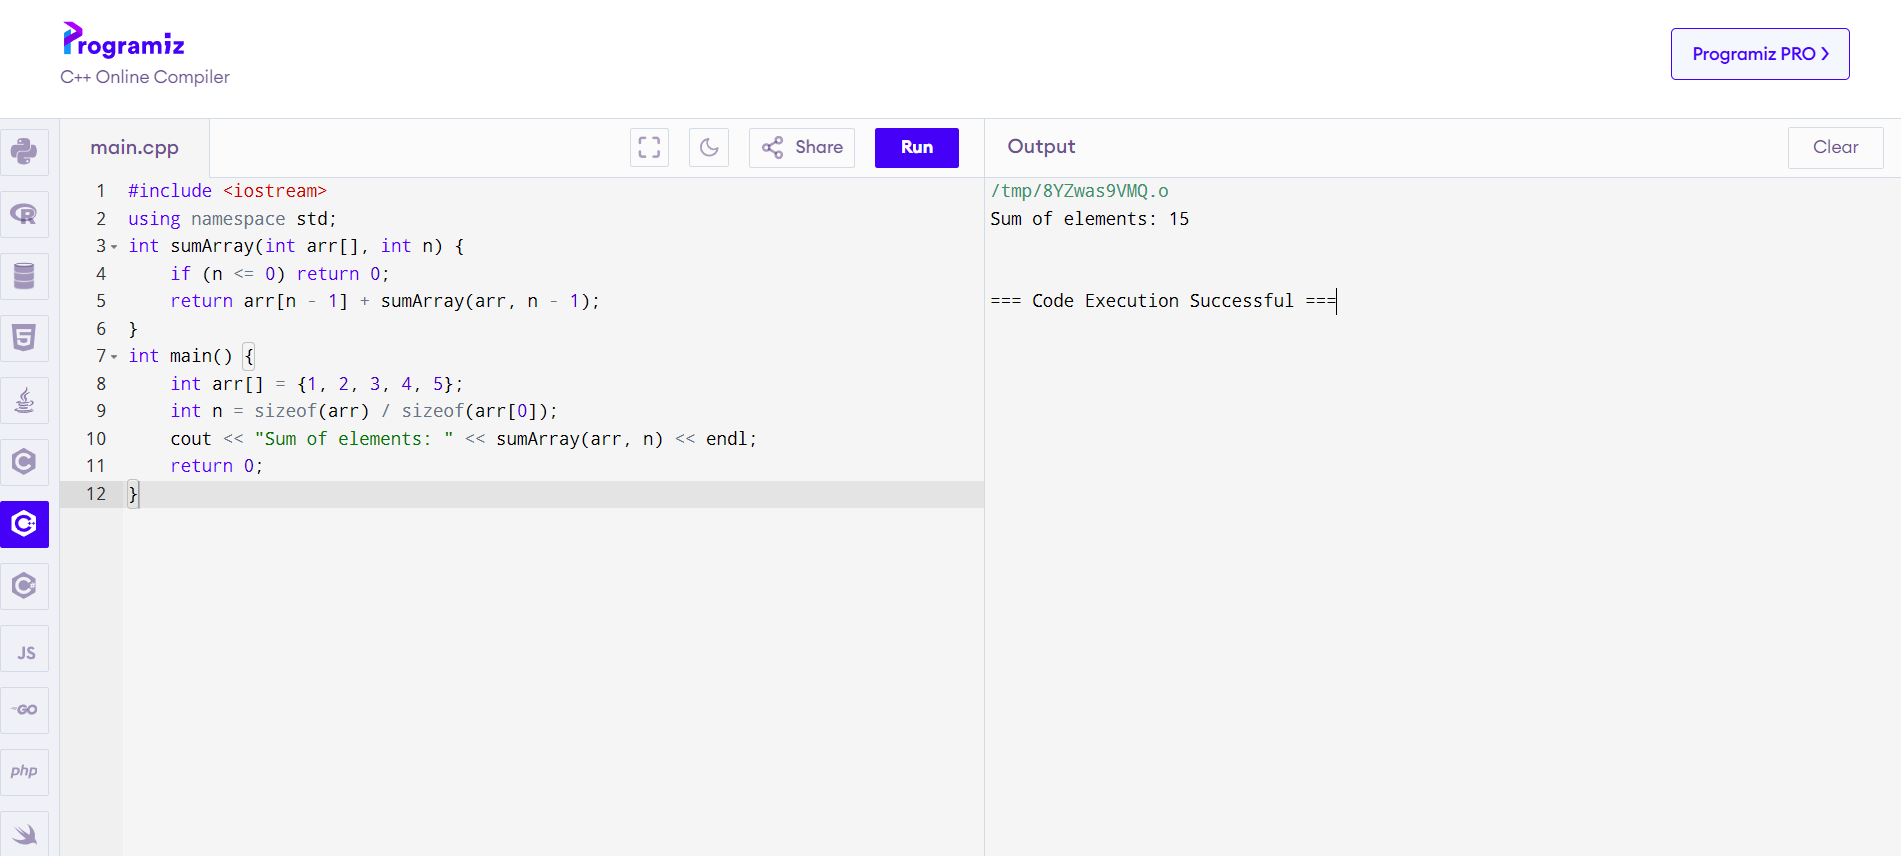 Programiz
C++ Online Compiler
Programiz PRO
main.cpp
Share
Run
Output
Clear
1 #include <iostream>
2 using namespace std;
3 int sumArray(int arr[], int n) {
4     if (n <= 0) return 0;
5     return arr[n - 1] + sumArray(arr, n - 1);
6 }
7 int main() {
8     int arr[] = {1, 2, 3, 4, 5};
9     int n = sizeof(arr) / sizeof(arr[0]);
10     cout << "Sum of elements: " << sumArray(arr, n) << endl;
11     return 0;
12 }
/tmp/8YZwas9VMQ.o
Sum of elements: 15
=== Code Execution Successful ===
R
5
C
C++
C#
JS
GO
php